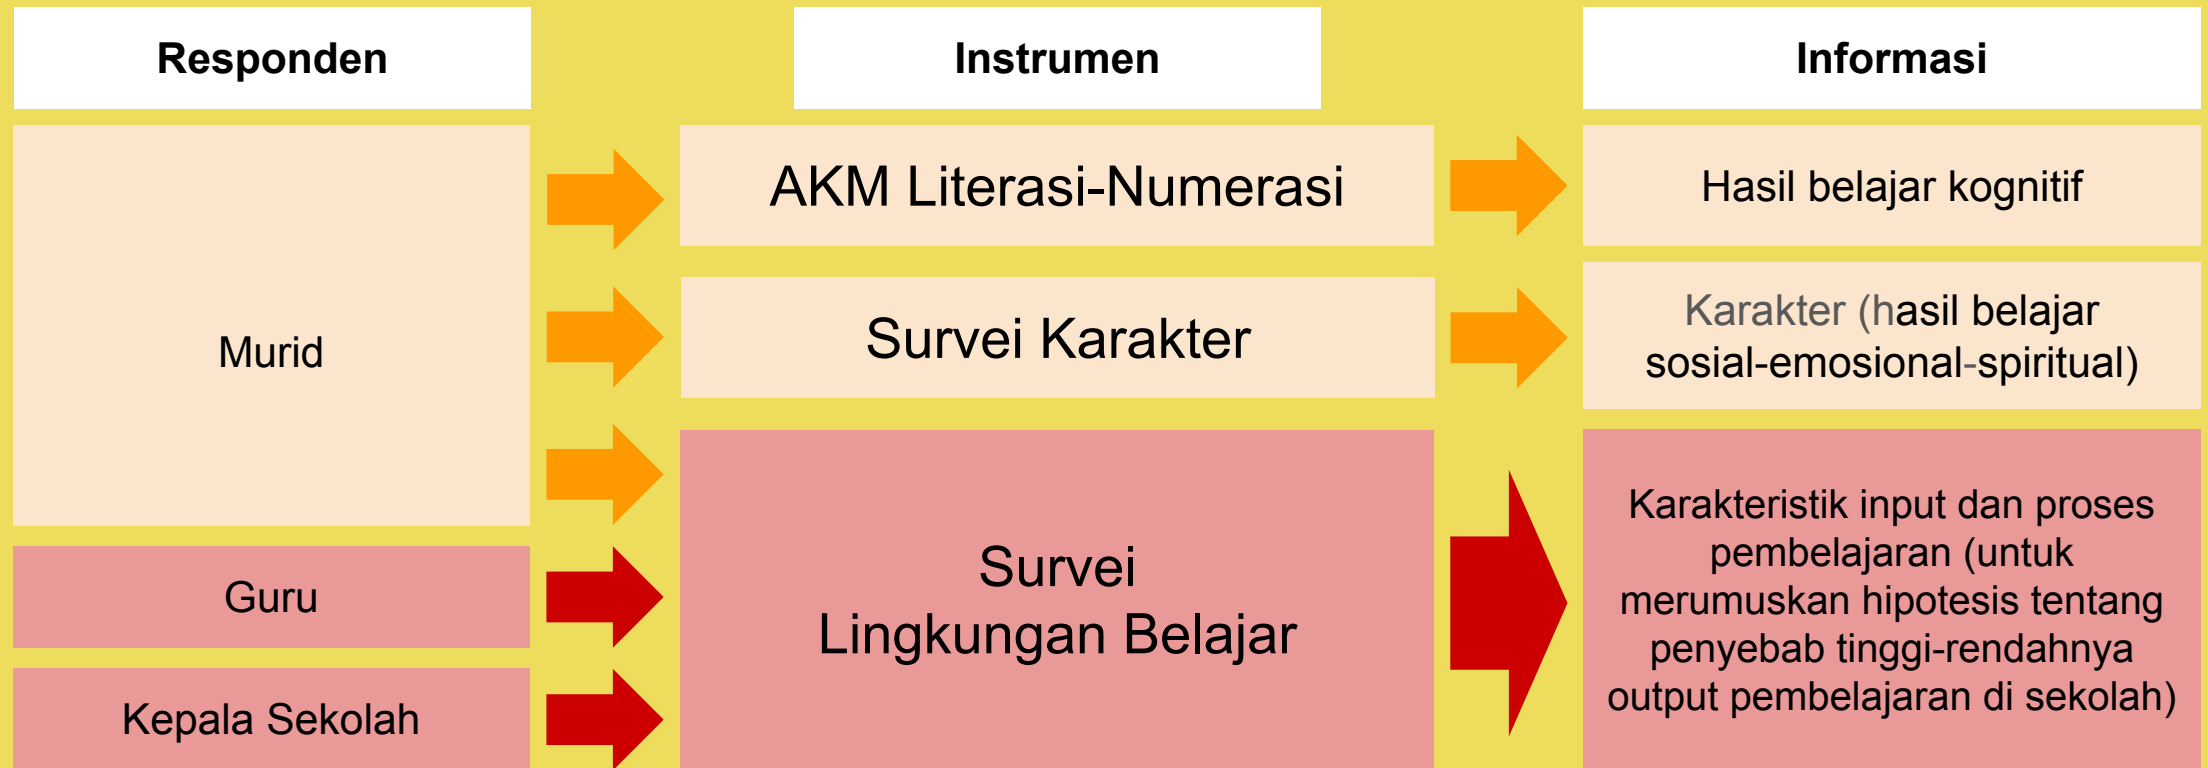 Responden
Instrumen
Informasi
Murid
AKM Literasi-Numerasi
Hasil belajar kognitif
Survei Karakter
Karakter (hasil belajar
sosial-emosional-spiritual)
Guru
Kepala Sekolah
Survei
Lingkungan Belajar
Karakteristik input dan proses
pembelajaran (untuk
merumuskan hipotesis tentang
penyebab tinggi-rendahnya
output pembelajaran di sekolah)